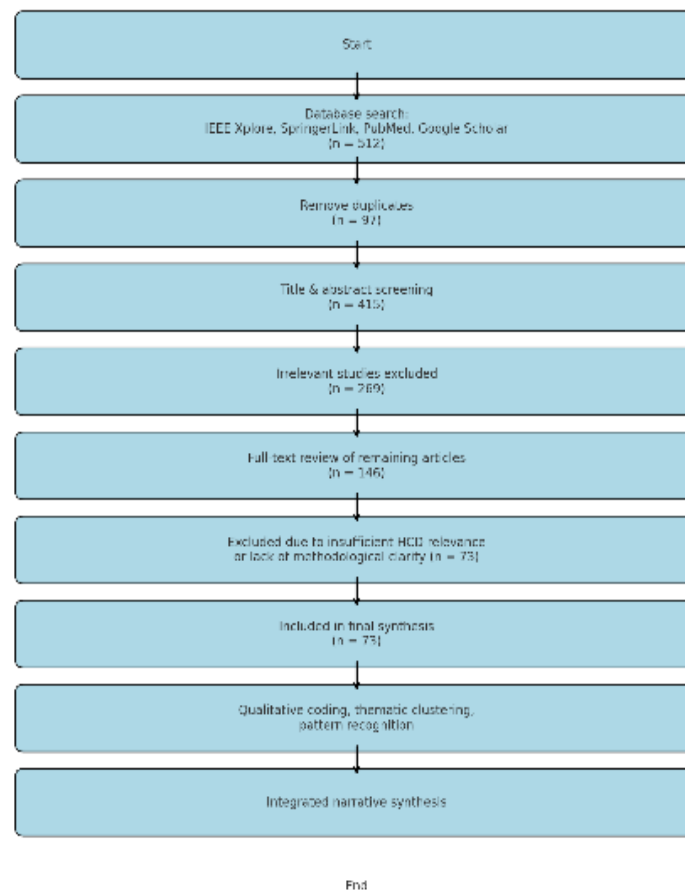 Start
Database search:
IEEE Xplore, SpringerLink, PubMed, Google Scholar
(n = 512)
Remove duplicates
(n = 97)
Title & abstract screening
(n = 415)
Irrelevant studies excluded
(n = 269)
Full-text review of remaining articles
(n = 146)
Excluded due to insufficient HCD relevance
or lack of methodological clarity (n = 73)
Included in final synthesis
(n = 73)
Qualitative coding, thematic clustering,
pattern recognition
Integrated narrative synthesis
End